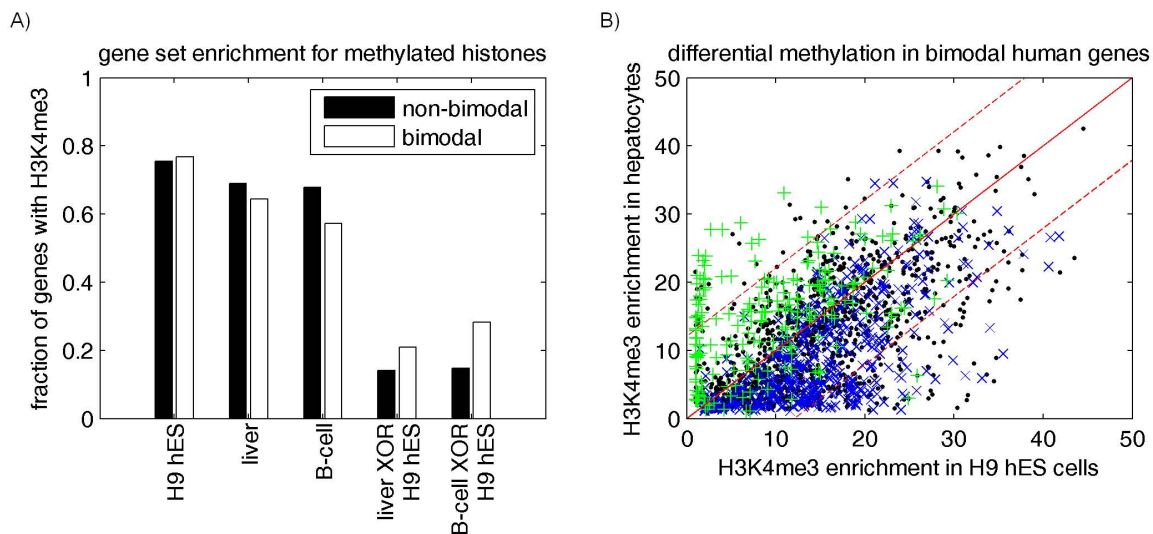 A)
gene set enrichment for methylated histones
fraction of genes with H3K4me3
1
0.8
0.6
0.4
0.2
0
non-bimodal
bimodal
H9 hES
liver
B-cell
liver XOR
H9 hES
B-cell XOR
H9 hES
B)
differential methylation in bimodal human genes
H3K4me3 enrichment in hepatocytes
50
40
30
20
10
0
0 10 20 30 40 50
H3K4me3 enrichment in H9 hES cells